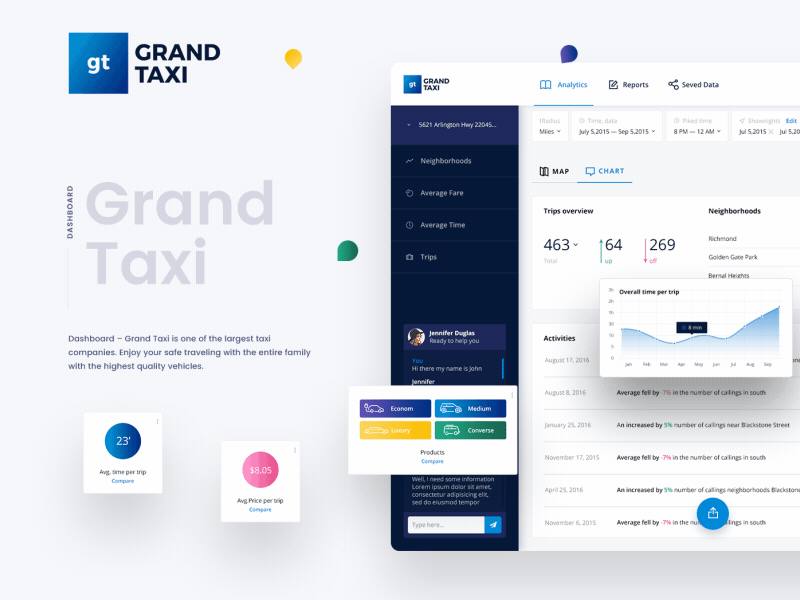 gt GRAND
TAXI
DASHBOARD
Grand
Taxi
Dashboard – Grand Taxi is one of the largest taxi
companies. Enjoy your safe traveling with the entire family
with the highest quality vehicles.
23'
Avg. time per trip
Compare
$8.05
Avg.Price per trip
Compare
gt GRAND
TAXI
Analytics
Reports
Seved Data
5621 Arlington Hwy 22045...
Neighborhoods
Average Fare
Average Time
Trips
Radius
Miles
Time, data
July 5,2015 — Sep 5,2015
Piked time
8 PM — 12 AM
Shownights Edit
Jul 5,2015 Jul 5,20
MAP
CHART
Trips overview
463
Total
64
up
269
off
Neighborhoods
Richmond
Golden Gate Park
Bernal Heights
Overall time per trip
8 min
Jan Feb Mar Apr May Jun Jul Aug Sep
Activities
August 17, 2016
August 8, 2016 Average fell by -7% in the number of callings in south
January 25, 2016 An increased by 5% number of callings near Blackstone Street
November 17, 2015 Average fell by -7% in the number of callings in south
April 25, 2016 An increased by 5% number of callings neighborhoods Blackstone
November 6, 2015 Average fell by -7% in the num of callings in south
Jennifer Duglas
Ready to help you
You
Hi there my name is John
Jennifer
Econom
Medium
Luxury
Converse
Products
Compare
Well, I need some information
Lorem ipsum dolor sit amet,
consectetur adipisicing elit,
sed do eiusmod tempor
Type here...